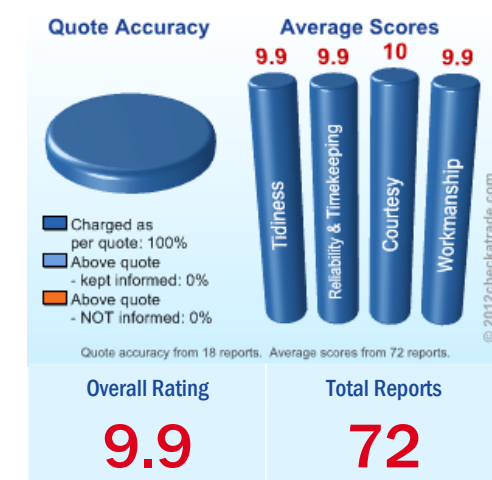 Quote Accuracy
Average Scores
9.9
9.9
10
9.9
Tidiness
Reliability & Timekeeping
Courtesy
Workmanship
Charged as
per quote: 100%
Above quote
- kept informed: 0%
Above quote
- NOT informed: 0%
© 2012checkatrade.com
Quote accuracy from 18 reports. Average scores from 72 reports.
Overall Rating
Total Reports
9.9
72